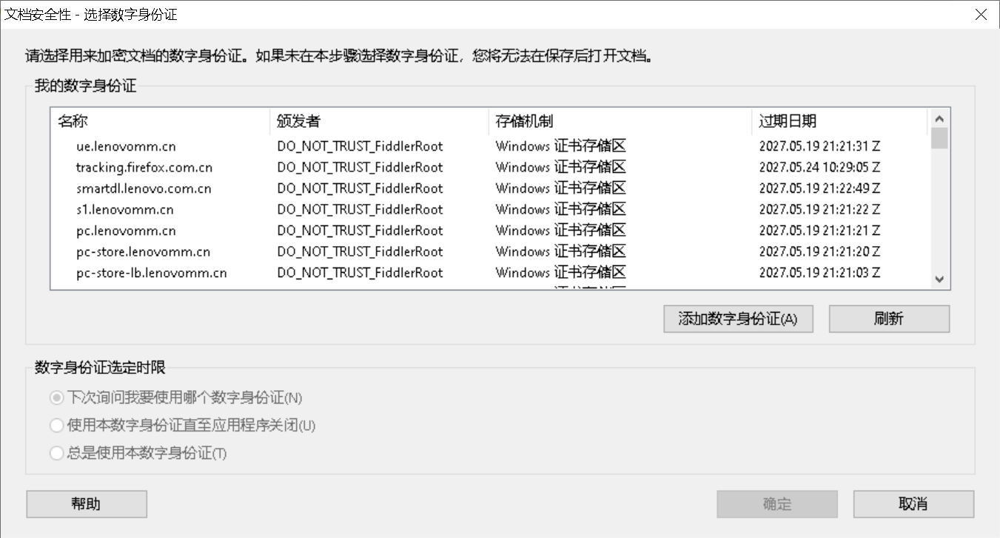 文档安全性 - 选择数字身份证
请选择用来加密文档的数字身份证。如果未在本步骤选择数字身份证，您将无法在保存后打开文档。
我的数字身份证
名称 颁发者 存储机制 过期日期
ue.lenovomm.cn DO_NOT_TRUST_FiddlerRoot Windows 证书存储区 2027.05.19 21:21:31 Z
tracking.firefox.com.cn DO_NOT_TRUST_FiddlerRoot Windows 证书存储区 2027.05.24 10:29:05 Z
smartdl.lenovo.com.cn DO_NOT_TRUST_FiddlerRoot Windows 证书存储区 2027.05.19 21:22:49 Z
s1.lenovomm.cn DO_NOT_TRUST_FiddlerRoot Windows 证书存储区 2027.05.19 21:21:22 Z
pc.lenovomm.cn DO_NOT_TRUST_FiddlerRoot Windows 证书存储区 2027.05.19 21:21:21 Z
pc-store.lenovomm.cn DO_NOT_TRUST_FiddlerRoot Windows 证书存储区 2027.05.19 21:21:20 Z
pc-store-lb.lenovomm.cn DO_NOT_TRUST_FiddlerRoot Windows 证书存储区 2027.05.19 21:21:03 Z
添加数字身份证(A) 刷新
数字身份证选定时限
下次询问我要使用哪个数字身份证(N)
使用本数字身份证直至应用程序关闭(U)
总是使用本数字身份证(T)
帮助 确定 取消